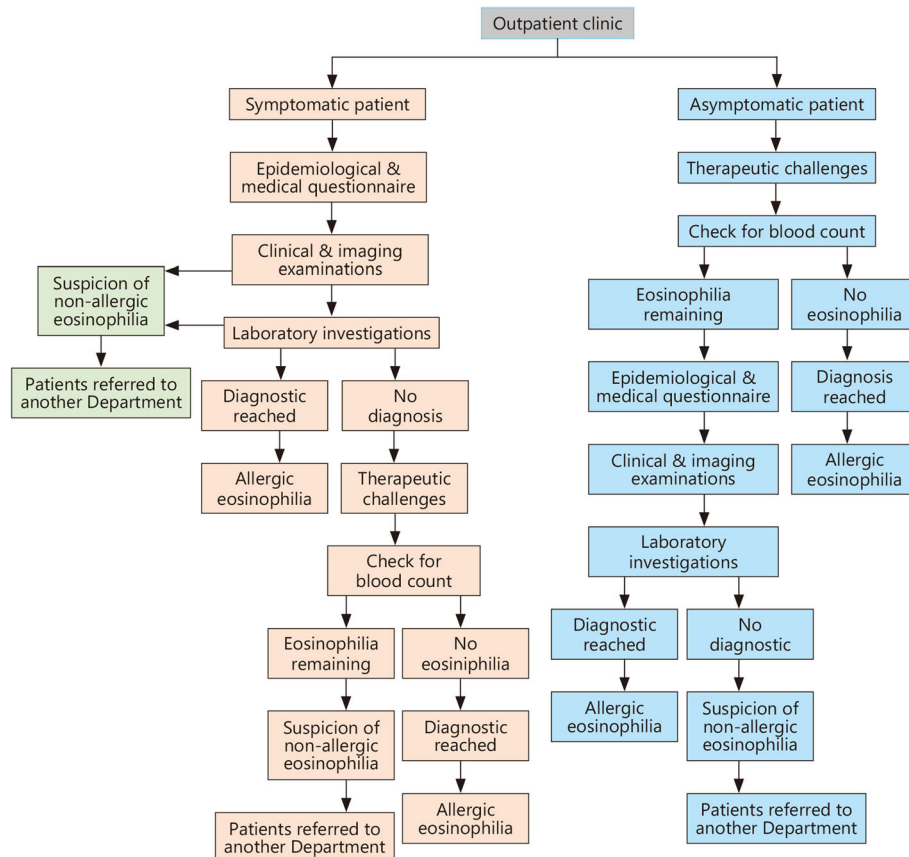 Outpatient clinic
Symptomatic patient
Epidemiological &
medical questionnaire
Clinical & imaging
examinations
Suspicion of
non-allergic
eosinophilia
Patients referred to
another Department
Laboratory investigations
Diagnostic
reached
Allergic
eosinophilia
No
diagnosis
Therapeutic
challenges
Check for
blood count
Eosinophilia
remaining
Suspicion of
non-allergic
eosinophilia
Patients referred to
another Department
No
eosiniphilia
Diagnostic
reached
Allergic
eosinophilia
Asymptomatic patient
Therapeutic challenges
Check for blood count
Eosinophilia
remaining
Epidemiological &
medical questionnaire
Clinical & imaging
examinations
Laboratory
investigations
Diagnostic
reached
Allergic
eosinophilia
No
diagnostic
Suspicion of
non-allergic
eosinophilia
Patients referred to
another Department
No
eosinophilia
Diagnosis
reached
Allergic
eosinophilia